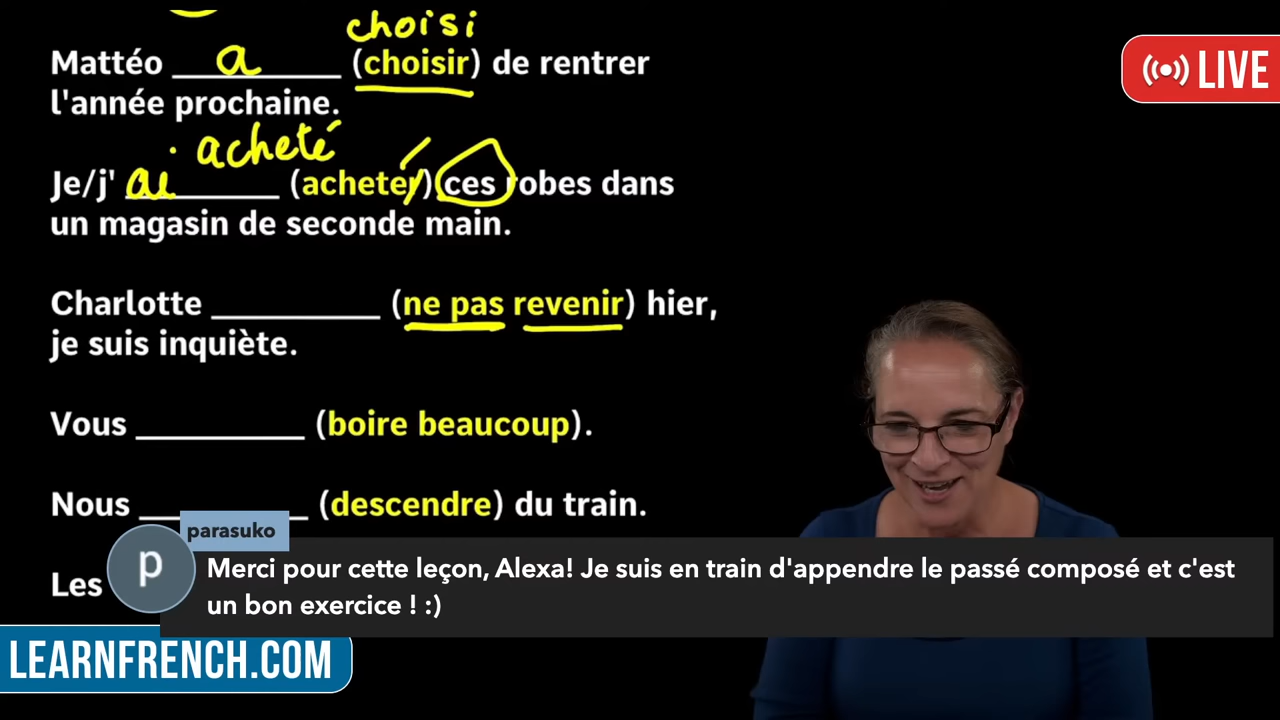 choisi
Mattéo a (choisir) de rentrer
l'année prochaine.
acheté
Je/j' ai (acheter) ces robes dans
un magasin de seconde main.
Charlotte __________ (ne pas revenir) hier,
je suis inquiète.
Vous __________ (boire beaucoup).
Nous __________ (descendre) du train.
Les
LIVE
parasuko
p
Merci pour cette leçon, Alexa! Je suis en train d'appendre le passé composé et c'est
un bon exercice ! :)
LEARNFRENCH.COM